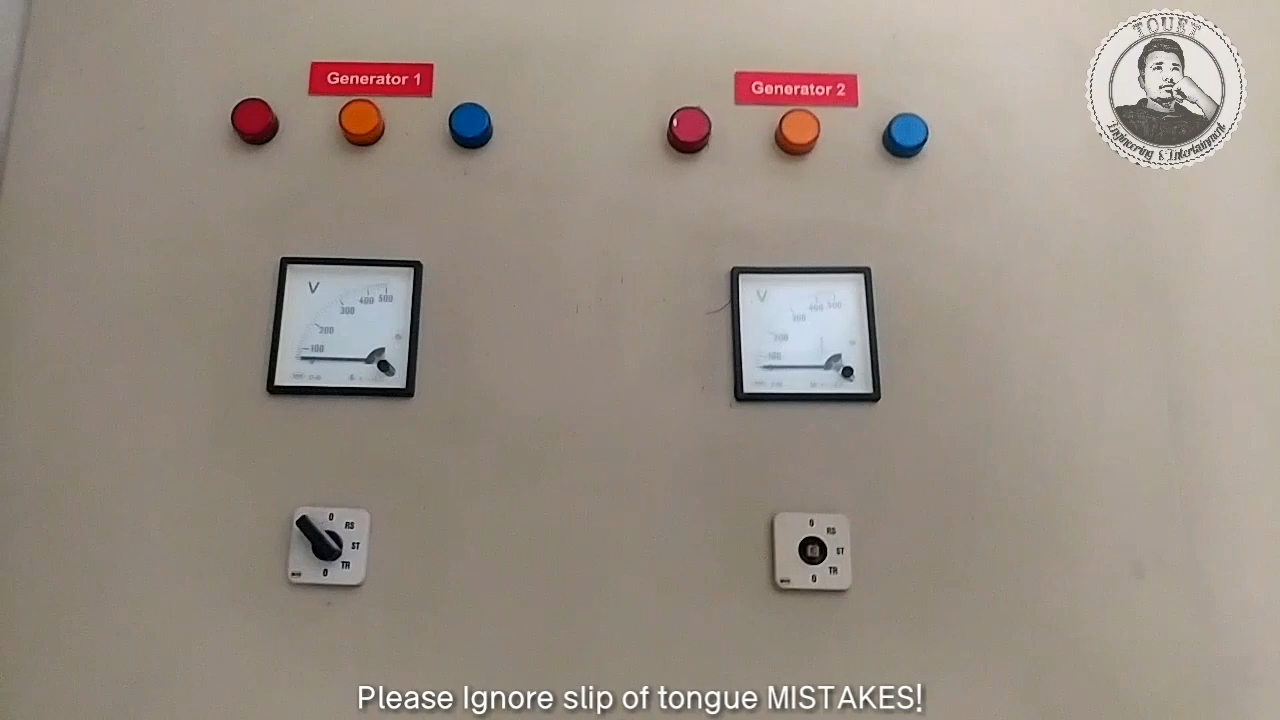 TOUET
Engineering & Entertainment
Generator 1
Generator 2
V
100
200
300
400
500
V
100
200
300
400
500
0
RS
ST
TR
0
0
RS
ST
TR
0
Please Ignore slip of tongue MISTAKES!